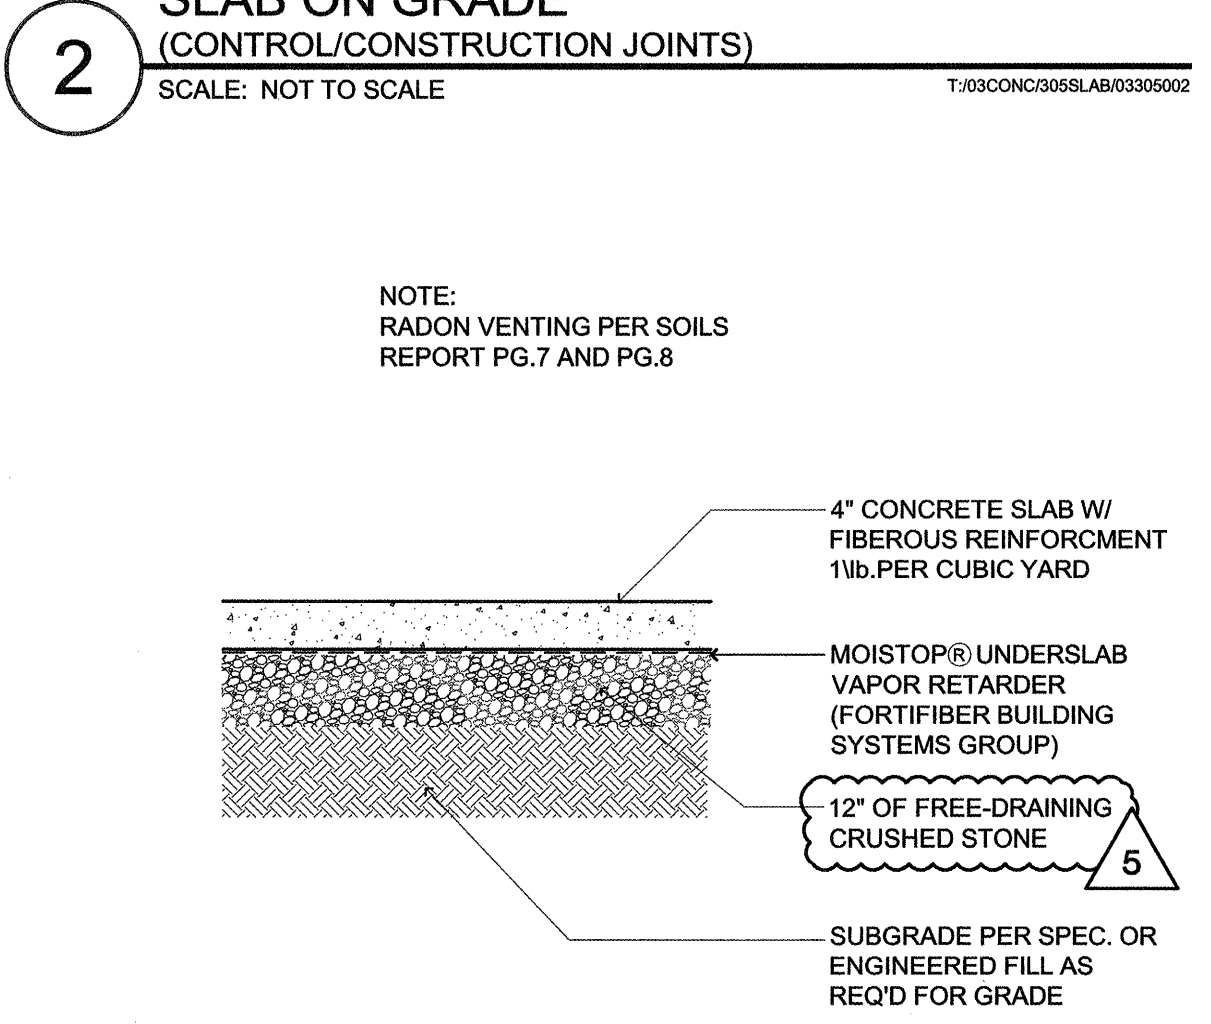 SLAB ON GRADE
2
(CONTROL/CONSTRUCTION JOINTS)
SCALE: NOT TO SCALE
T:/03CONC/305SLAB/03305002
NOTE:
RADON VENTING PER SOILS
REPORT PG.7 AND PG.8
4" CONCRETE SLAB W/
FIBEROUS REINFORCMENT
1\lb.PER CUBIC YARD
MOISTOP® UNDERSLAB
VAPOR RETARDER
(FORTIFIBER BUILDING
SYSTEMS GROUP)
12" OF FREE-DRAINING
CRUSHED STONE
5
SUBGRADE PER SPEC. OR
ENGINEERED FILL AS
REQ'D FOR GRADE